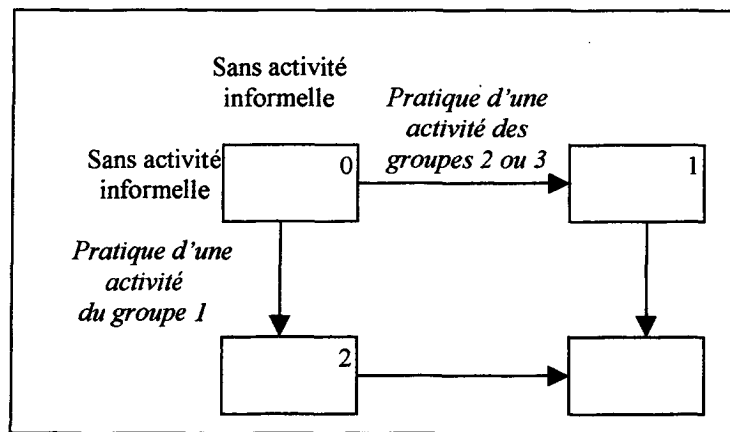 Sans activité
informelle
Pratique d'une
activité des
groupes 2 ou 3
Sans activité
informelle
0
1
Pratique d'une
activité
du groupe 1
2